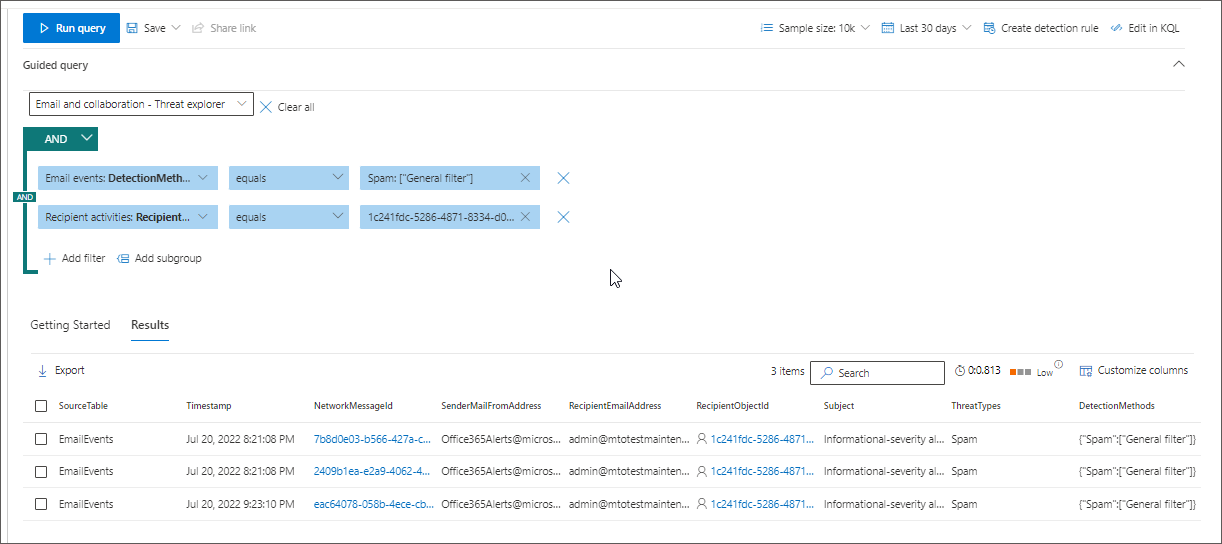 Run query Save Share link Sample size: 10k Last 30 days Create detection rule Edit in KQL
Guided query
Email and collaboration - Threat explorer Clear all
AND
Email events: DetectionMeth... equals Spam: ["General filter"]
AND
Recipient activities: Recipient... equals 1c241fdc-5286-4871-8334-d0...
Add filter Add subgroup
Getting Started Results
Export 3 items Search 0:0.813 Low Customize columns
SourceTable Timestamp NetworkMessageId SenderMailFromAddress RecipientEmailAddress RecipientObjectId Subject ThreatTypes DetectionMethods
EmailEvents Jul 20, 2022 8:21:08 PM 7b8d0e03-b566-427a-c... Office365Alerts@micros... admin@mtotestmainten... 1c241fdc-5286-4871... Informational-severity al... Spam {"Spam":["General filter"]}
EmailEvents Jul 20, 2022 8:21:08 PM 2409b1ea-e2a9-4062-4... Office365Alerts@micros... admin@mtotestmainten... 1c241fdc-5286-4871... Informational-severity al... Spam {"Spam":["General filter"]}
EmailEvents Jul 20, 2022 9:23:10 PM eac64078-058b-4ece-cb... Office365Alerts@micros... admin@mtotestmainten... 1c241fdc-5286-4871... Informational-severity al... Spam {"Spam":["General filter"]}